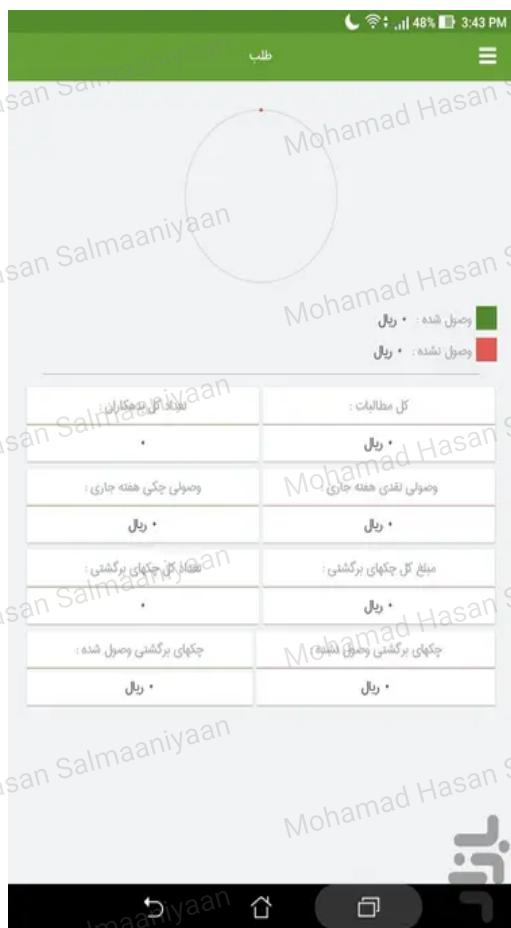 48% 3:43 PM
طلب
وصول شده : ۰ ریال
وصول نشده : ۰ ریال
کل مطالبات :
تعداد کل بدهکاران :
۰ ریال
۰
وصولی نقدی هفته جاری :
وصولی چکی هفته جاری :
۰ ریال
۰ ریال
مبلغ کل چکهای برگشتی :
تعداد کل چکهای برگشتی :
۰ ریال
۰
چکهای برگشتی وصول نشده :
چکهای برگشتی وصول شده :
۰ ریال
۰ ریال
Mohamad Hasan Salmaaniyaan
بازار